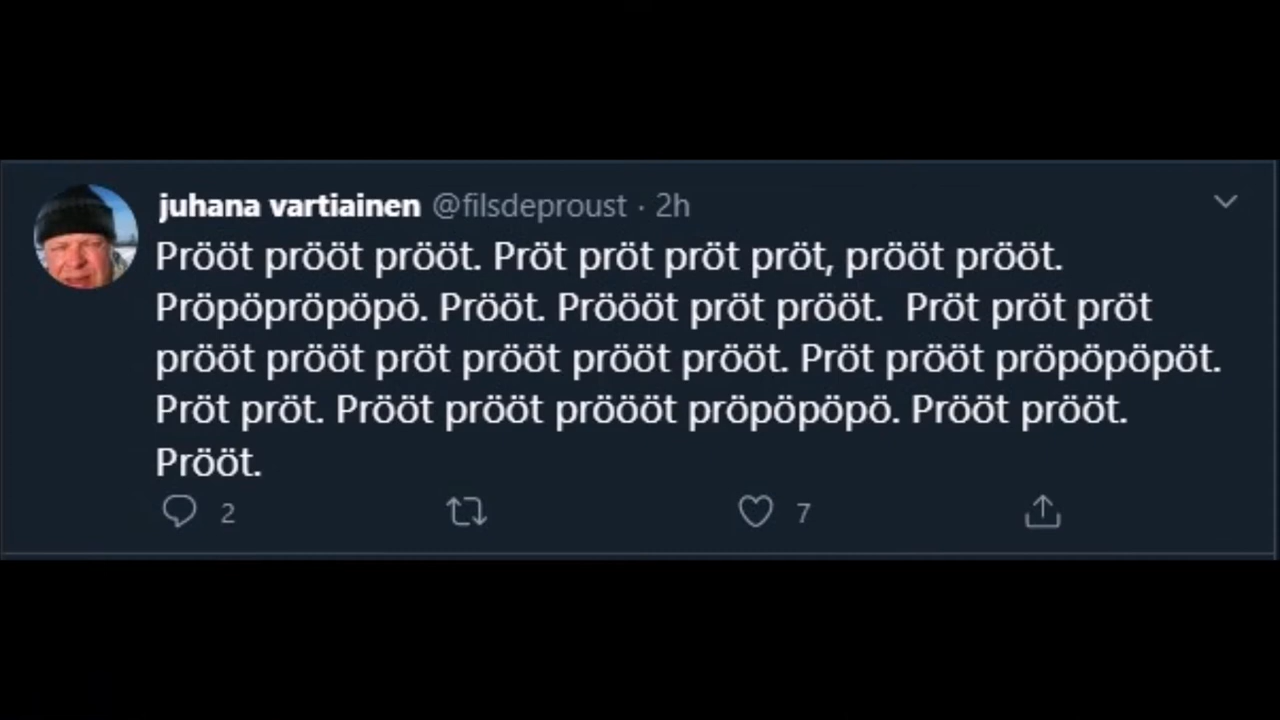 juhana vartiainen @filsdeproust · 2h
Prööt prööt prööt. Pröt pröt pröt pröt, prööt prööt.
Pröpöpröpöpö. Prööt. Pröööt pröt prööt.  Pröt pröt pröt
prööt prööt pröt prööt prööt prööt. Pröt prööt pröpöpöpöt.
Pröt pröt. Prööt prööt pröööt pröpöpöpö. Prööt prööt.
Prööt.
2 7